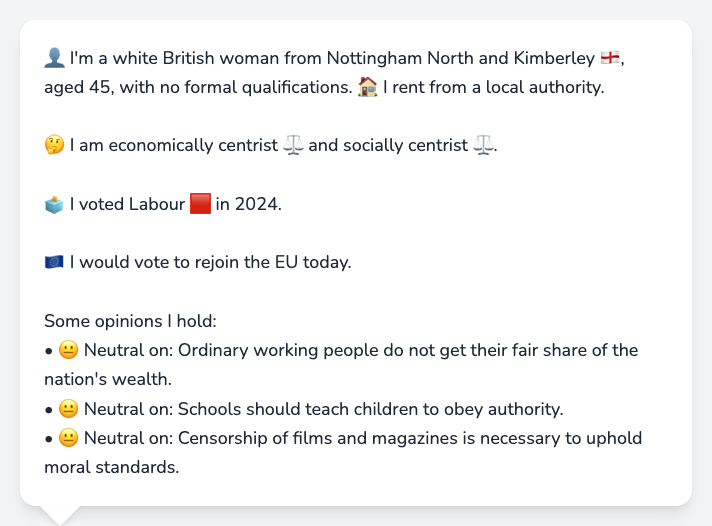 👤 I'm a white British woman from Nottingham North and Kimberley 🏴󠁧󠁢󠁥󠁮󠁧󠁿,
aged 45, with no formal qualifications. 🏠 I rent from a local authority.
🤔 I am economically centrist ⚖️ and socially centrist ⚖️.
🗳️ I voted Labour 🟥 in 2024.
🇪🇺 I would vote to rejoin the EU today.
Some opinions I hold:
• 😐 Neutral on: Ordinary working people do not get their fair share of the
nation's wealth.
• 😐 Neutral on: Schools should teach children to obey authority.
• 😐 Neutral on: Censorship of films and magazines is necessary to uphold
moral standards.